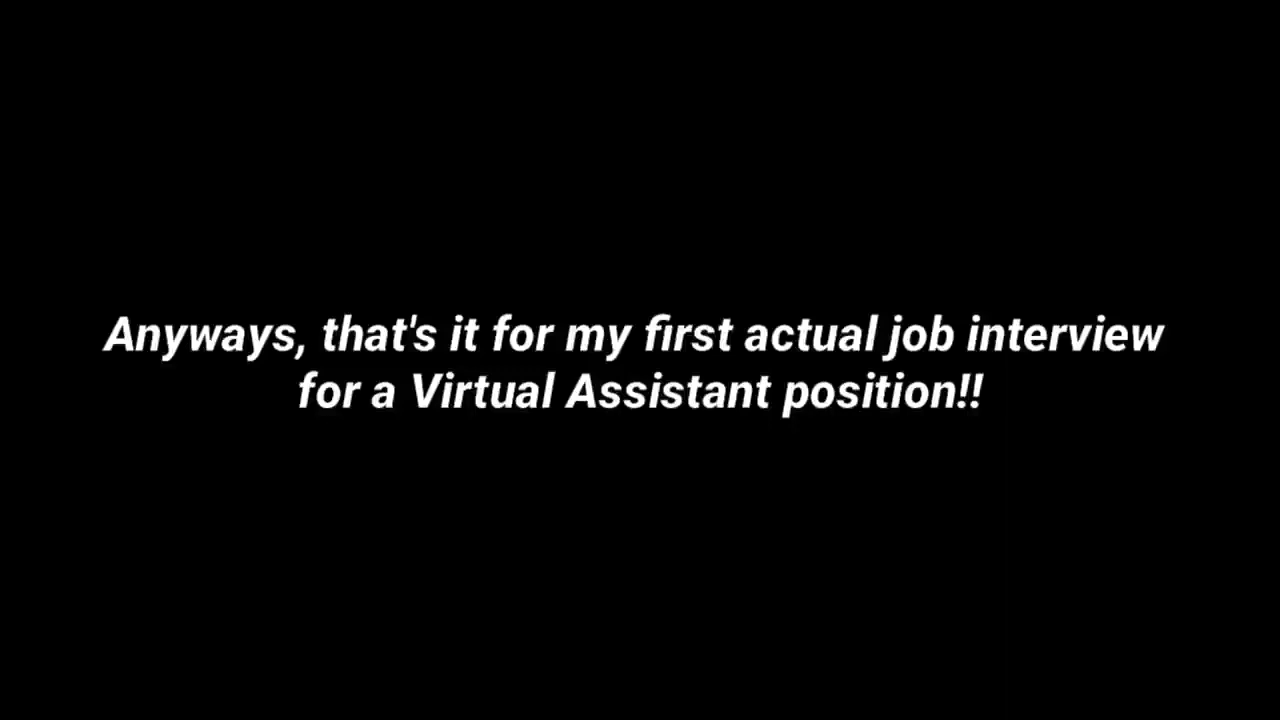 Anyways, that's it for my first actual job interview
for a Virtual Assistant position!!